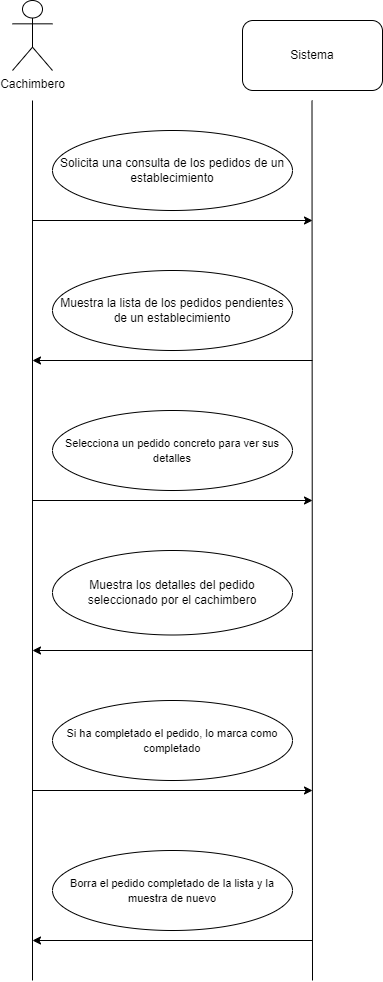 Cachimbero
Sistema
Solicita una consulta de los pedidos de un
establecimiento
Muestra la lista de los pedidos pendientes
de un establecimiento
Selecciona un pedido concreto para ver sus
detalles
Muestra los detalles del pedido
seleccionado por el cachimbero
Si ha completado el pedido, lo marca como
completado
Borra el pedido completado de la lista y la
muestra de nuevo